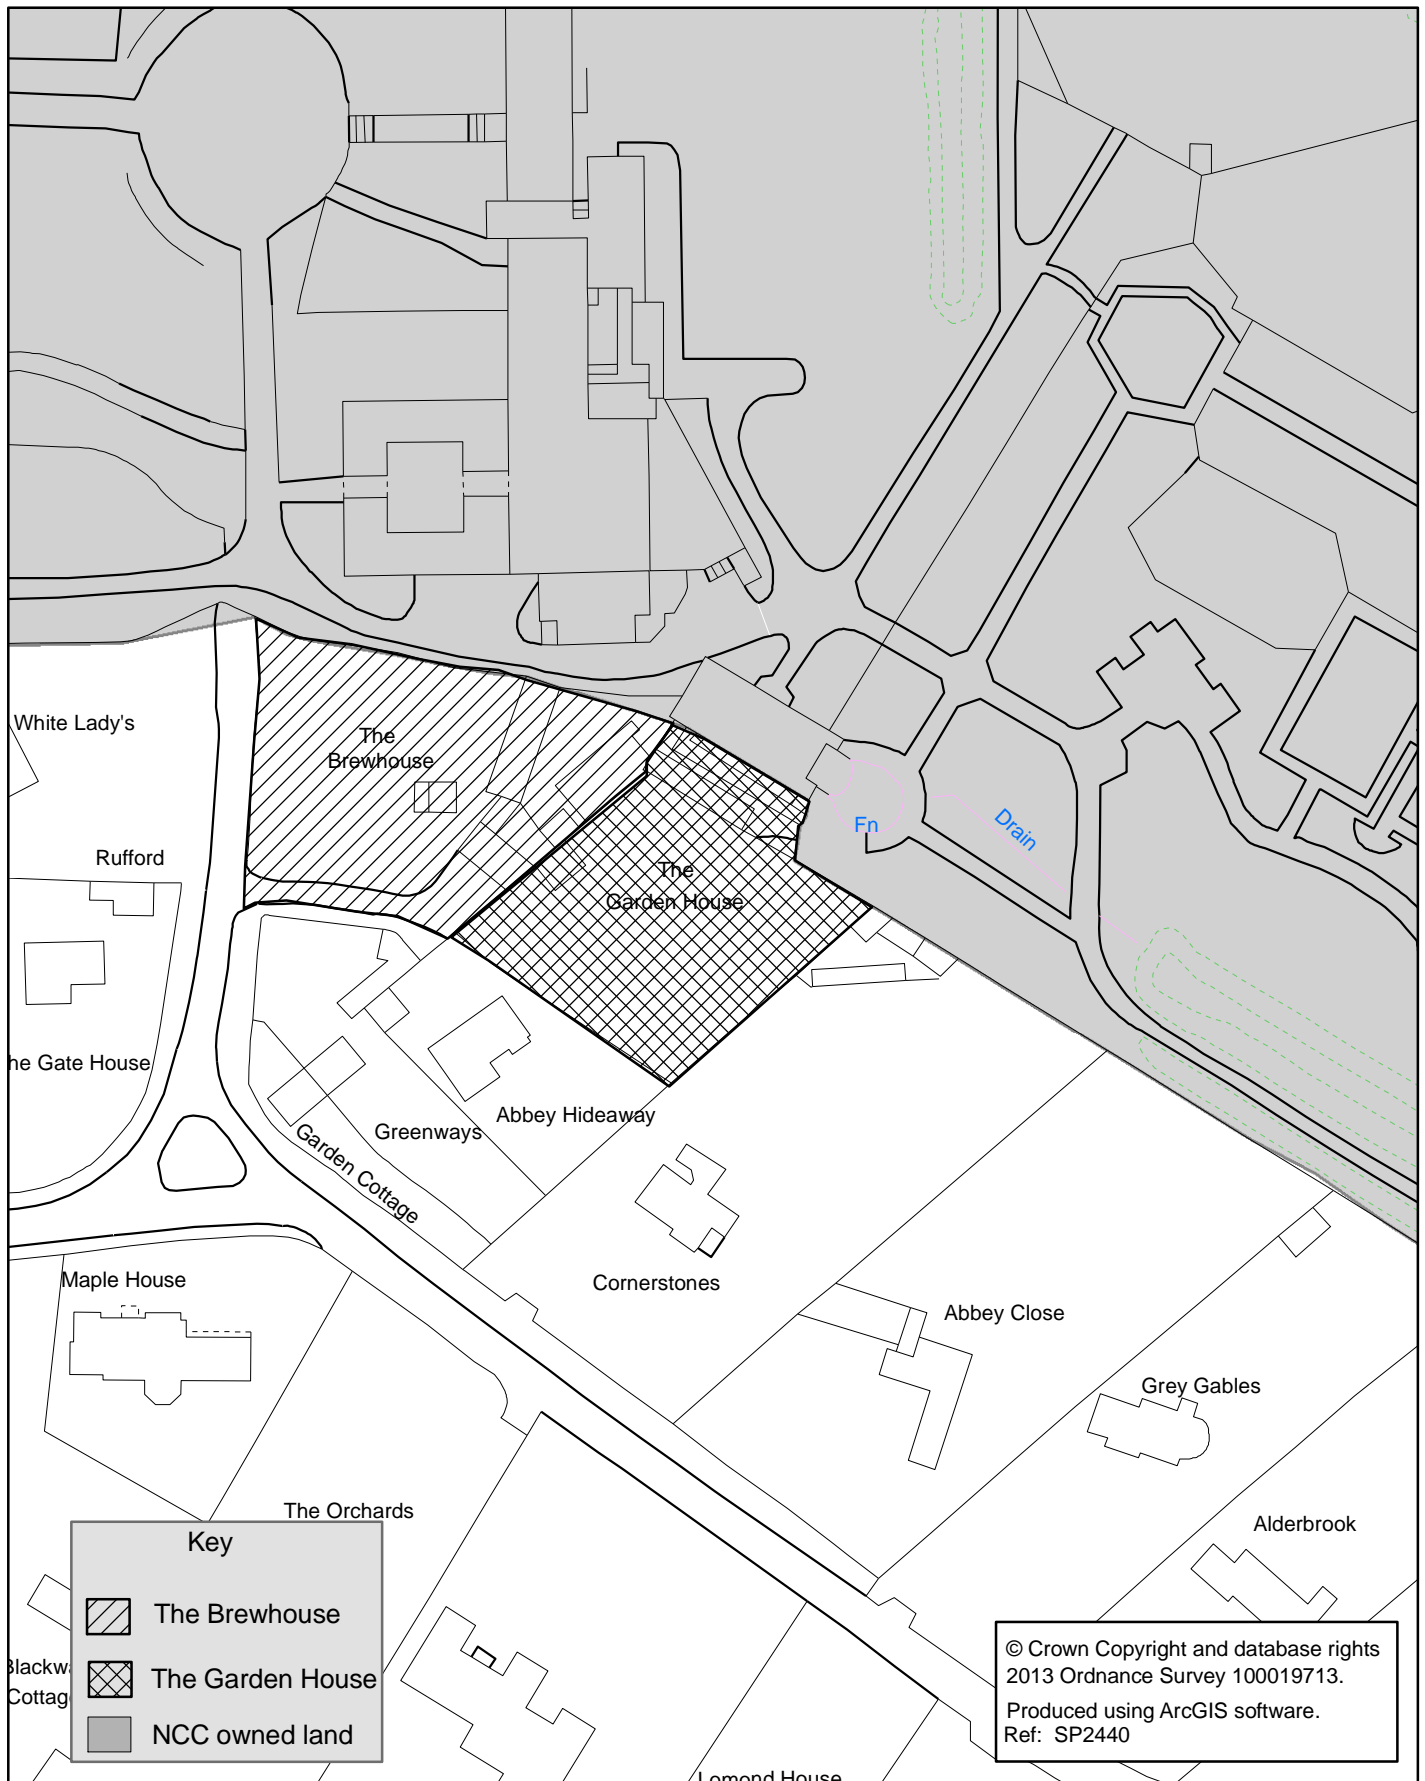 White Lady's
The
Brewhouse
Fn
Drain
Rufford
The
Garden House
he Gate House
Abbey Hideaway
Greenways
Garden Cottage
Maple House
Cornerstones
Abbey Close
Grey Gables
The Orchards
Alderbrook
Key
The Brewhouse
The Garden House
NCC owned land
© Crown Copyright and database rights
2013 Ordnance Survey 100019713.
Produced using ArcGIS software.
Ref: SP2440
Lomond House